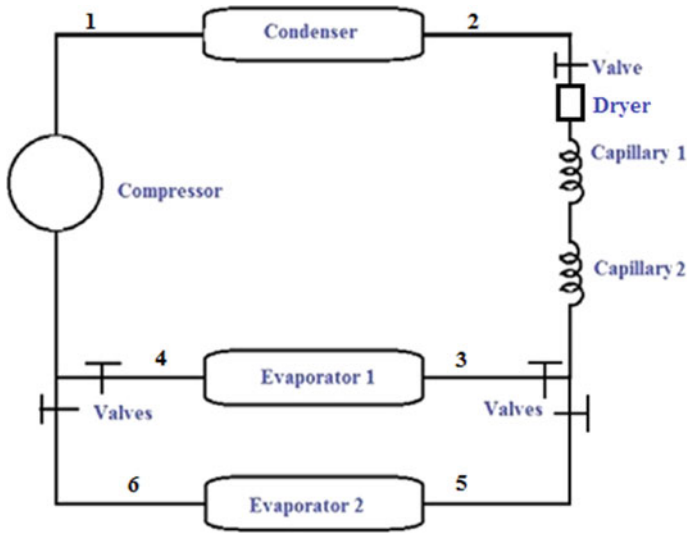 1
Condenser
2
Valve
Dryer
Capillary 1
Compressor
Capillary 2
4
Evaporator 1
3
Valves
Valves
6
Evaporator 2
5